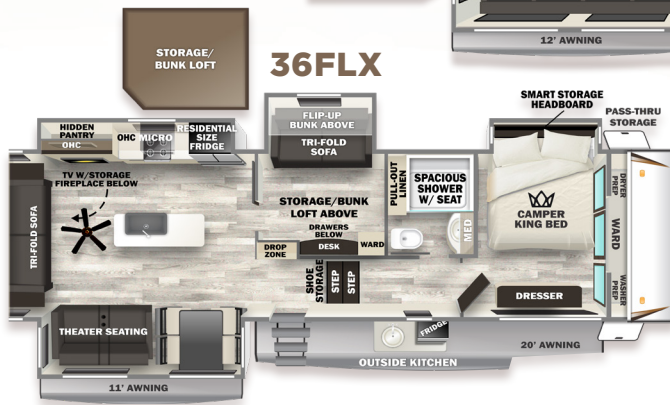 12' AWNING
STORAGE/
BUNK LOFT
36FLX
SMART STORAGE
HEADBOARD
PASS-THRU
STORAGE
HIDDEN
PANTRY
OHC
OHC
MICRO
RESIDENTIAL
SIZE
FRIDGE
FLIP-UP
BUNK ABOVE
TRI-FOLD
SOFA
TV W/STORAGE
FIREPLACE BELOW
TRI-FOLD SOFA
STORAGE/BUNK
LOFT ABOVE
PULL-OUT
LINEN
SPACIOUS
SHOWER
W/ SEAT
MED
CAMPER
KING BED
DRYER
PREP
WARD
WASHER
PREP
DROP
ZONE
DRAWERS
BELOW
DESK
WARD
SHOE
STORAGE
STEP
STEP
DRESSER
THEATER SEATING
FRIDGE
OUTSIDE KITCHEN
20' AWNING
11' AWNING